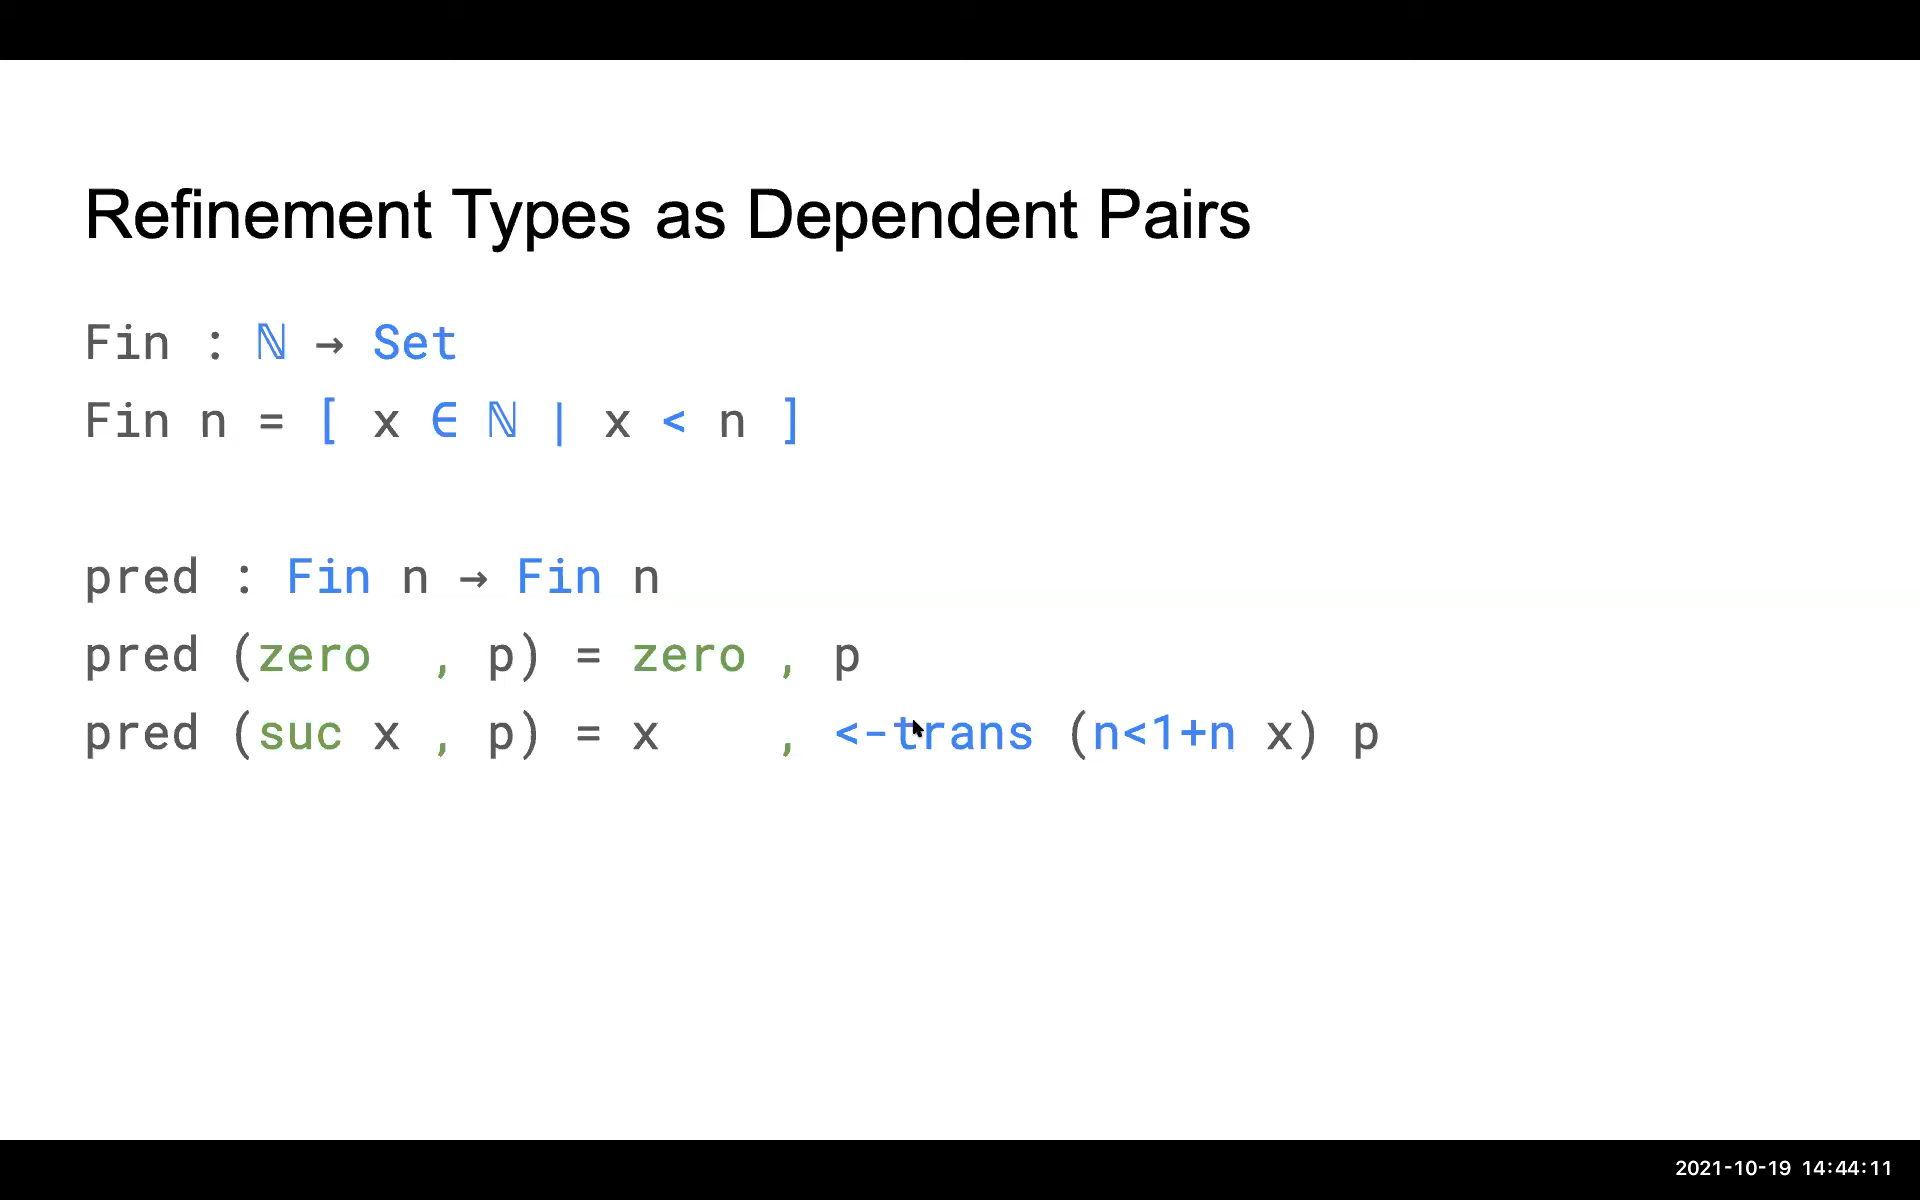 Refinement Types as Dependent Pairs
Fin : ℕ → Set
Fin n = [ x ∈ ℕ | x < n ]
pred : Fin n → Fin n
pred (zero  , p) = zero , p
pred (suc x , p) = x    , <-trans (n<1+n x) p
2021-10-19 14:44:11